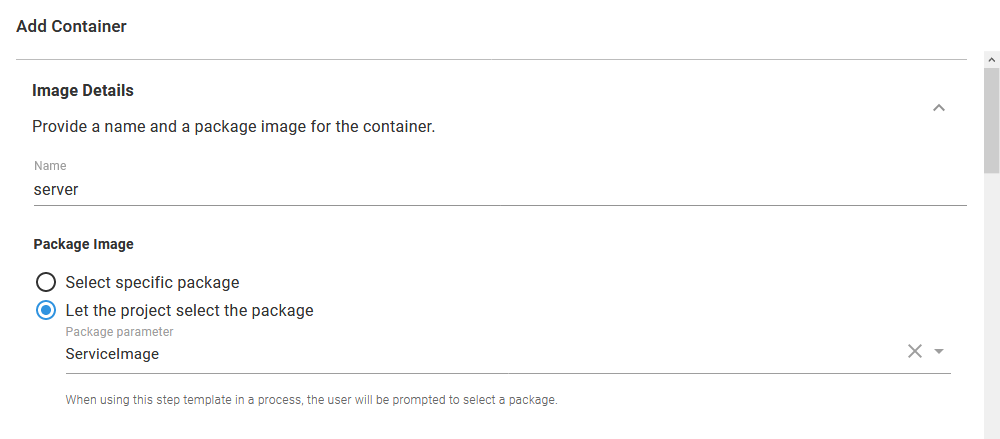 Add Container
Image Details
Provide a name and a package image for the container.
Name
server
Package Image
Select specific package
Let the project select the package
Package parameter
ServiceImage
When using this step template in a process, the user will be prompted to select a package.